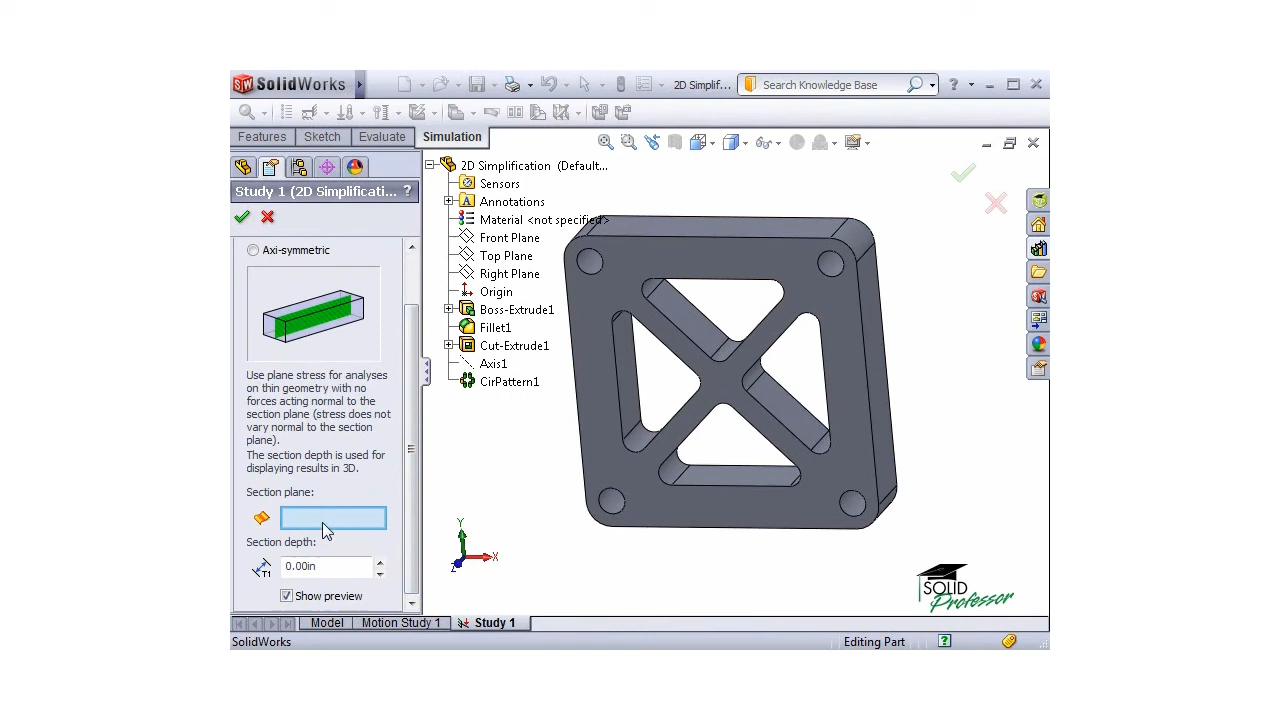 SolidWorks
2D Simplif...
Search Knowledge Base
?
Features
Sketch
Evaluate
Simulation
Study 1 (2D Simplificati... ?
Axi-symmetric
Use plane stress for analyses
on thin geometry with no
forces acting normal to the
section plane (stress does not
vary normal to the section
plane).
The section depth is used for
displaying results in 3D.
Section plane:
Section depth:
T1
0.00in
Show preview
2D Simplification (Default...
Sensors
A Annotations
Material <not specified>
Front Plane
Top Plane
Right Plane
Origin
Boss-Extrude1
Fillet1
Cut-Extrude1
Axis1
CirPattern1
Y
X
Z
SOLID
Professor
Model
Motion Study 1
Study 1
SolidWorks
Editing Part
?